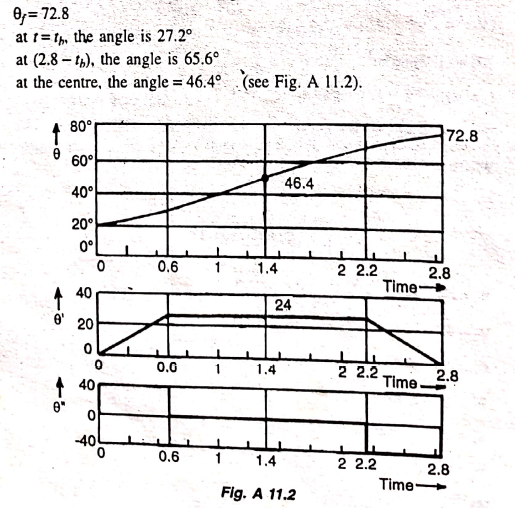 θf = 72.8
at t = tb, the angle is 27.2°
at (2.8 – tb), the angle is 65.6°
at the centre, the angle = 46.4° (see Fig. A 11.2).
80°
θ
60°
40°
20°
0°
72.8
46.4
0 0.6 1 1.4 2 2.2 2.8
Time
40
θ'
20
0
24
0 0.6 1 1.4 2 2.2 2.8
Time
40
θ"
0
-40
0 0.6 1 1.4 2 2.2 2.8
Time
Fig. A 11.2